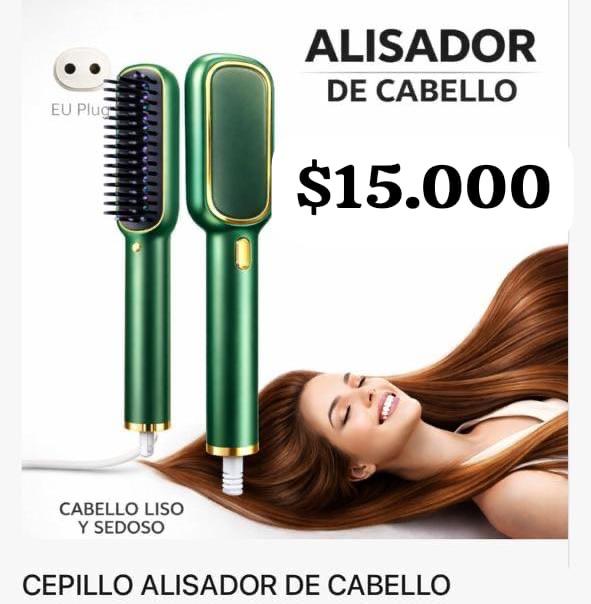 ALISADOR
DE CABELLO
EU Plug
$15.000
CABELLO LISO
Y SEDOSO
CEPILLO ALISADOR DE CABELLO